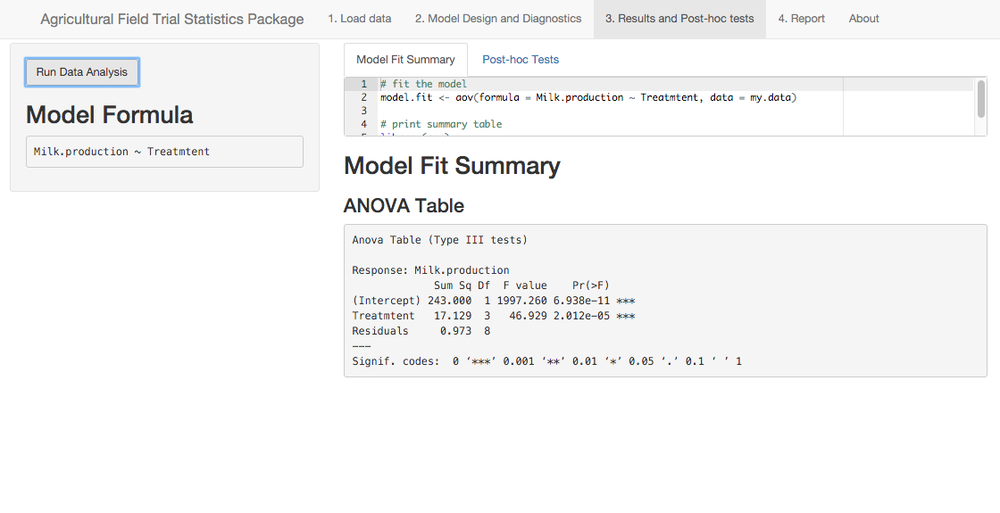 Agricultural Field Trial Statistics Package 1. Load data 2. Model Design and Diagnostics 3. Results and Post-hoc tests 4. Report About
Run Data Analysis
Model Formula
Milk.production ~ Treatmtent
Model Fit Summary Post-hoc Tests
1 # fit the model
2 model.fit <- aov(formula = Milk.production ~ Treatmtent, data = my.data)
3
4 # print summary table
Model Fit Summary
ANOVA Table
Anova Table (Type III tests)
Response: Milk.production
Sum Sq Df F value Pr(>F)
(Intercept) 243.000 1 1997.260 6.938e-11 ***
Treatmtent 17.129 3 46.929 2.012e-05 ***
Residuals 0.973 8
---
Signif. codes: 0 ‘***’ 0.001 ‘**’ 0.01 ‘*’ 0.05 ‘.’ 0.1 ‘ ’ 1